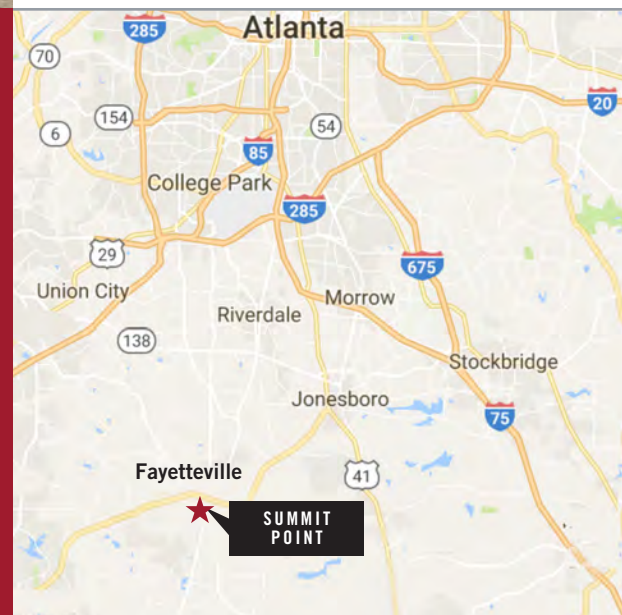 Atlanta
285
70
20
154
54
6
85
College Park
285
29
675
Union City
Morrow
Riverdale
138
Stockbridge
Jonesboro
75
Fayetteville
41
SUMMIT
POINT